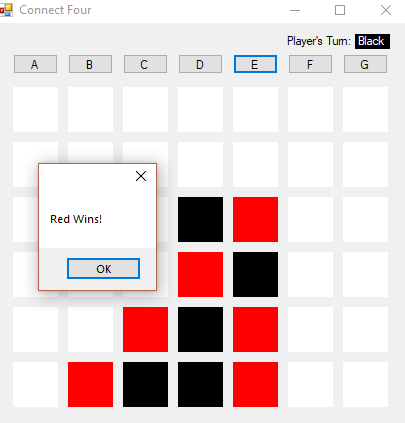 Connect Four
Player's Turn: Black
A B C D E F G
Red Wins!
OK